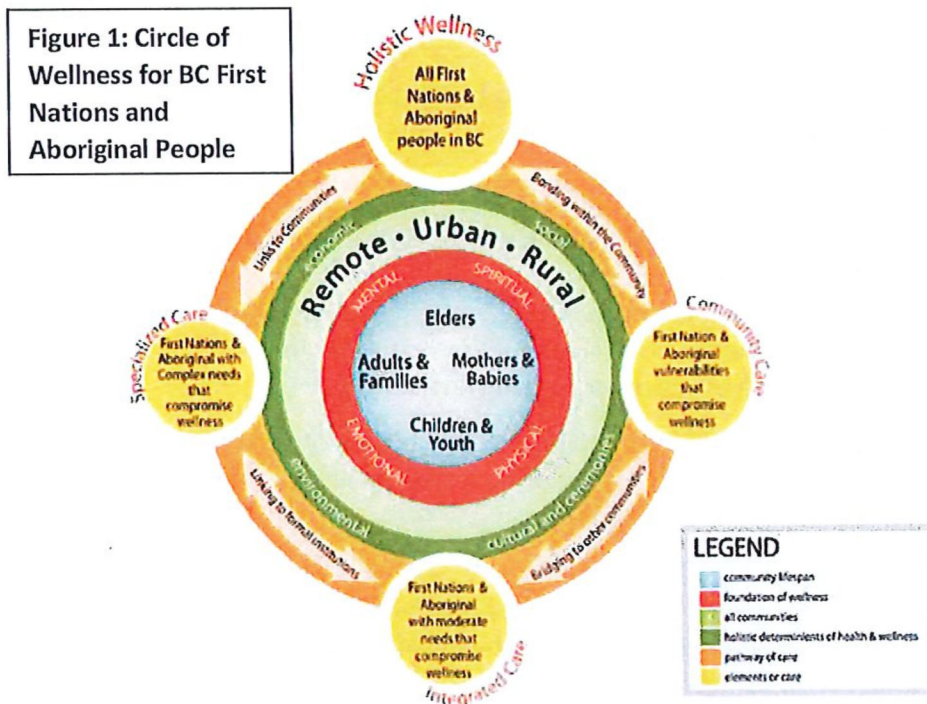 Figure 1: Circle of
Wellness for BC First
Nations and
Aboriginal People
Holistic Wellness
All First
Nations &
Aboriginal
people in BC
Links to Communities
Bonding within the Community
economic
social
Remote • Urban • Rural
MENTAL
SPIRITUAL
Elders
Adults &
Families
Mothers &
Babies
Children &
Youth
EMOTIONAL
PHYSICAL
Specialized Care
First Nations &
Aboriginal with
Complex needs
that
compromise
wellness
Community Care
First Nation &
Aboriginal
vulnerabilities
that
compromise
wellness
environmental
cultural and ceremonies
Linking to formal institutions
Bridging to other communities
First Nations &
Aboriginal
with moderate
needs that
compromise
wellness
Integrated Care
LEGEND
community lifespan
foundation of wellness
all communities
holistic determinients of health & wellness
pathway of care
elements or care